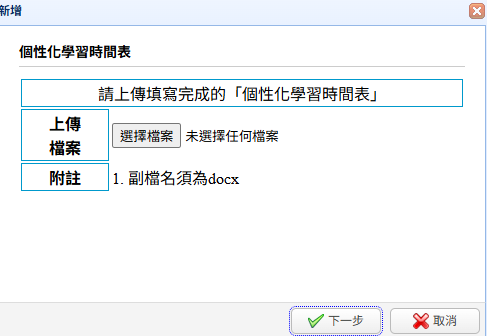 新增
個性化學習時間表
請上傳填寫完成的「個性化學習時間表」
上傳
檔案
選擇檔案 未選擇任何檔案
附註
1. 副檔名須為docx
下一步
取消